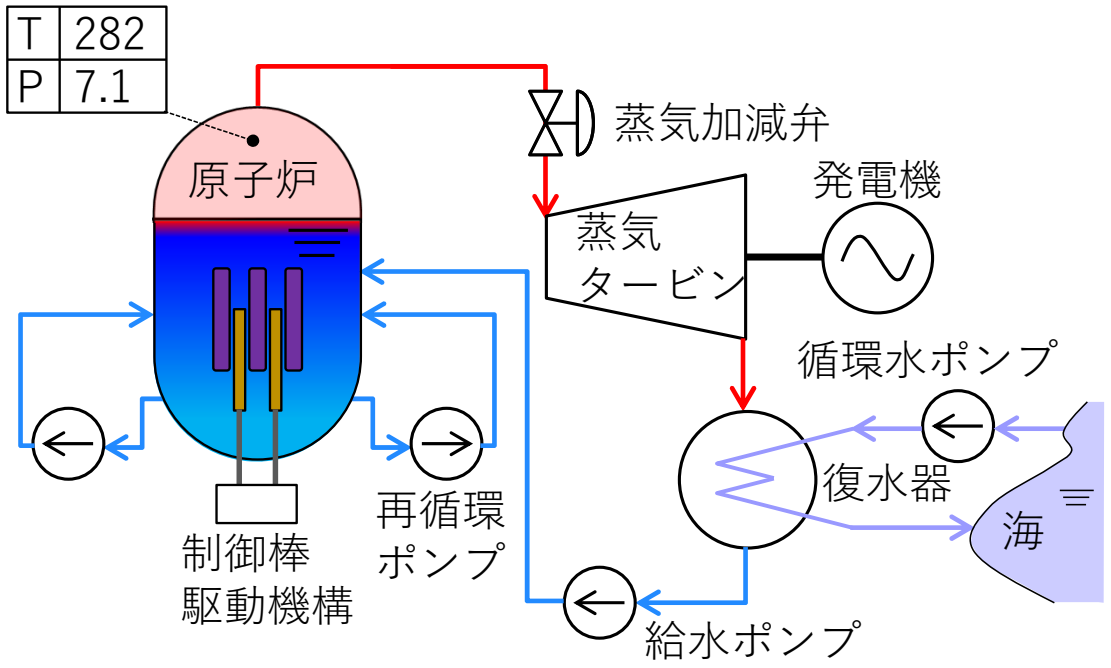 T 282
P 7.1
原子炉
蒸気加減弁
発電機
蒸気
タービン
循環水ポンプ
復水器
海
再循環
ポンプ
制御棒
駆動機構
給水ポンプ